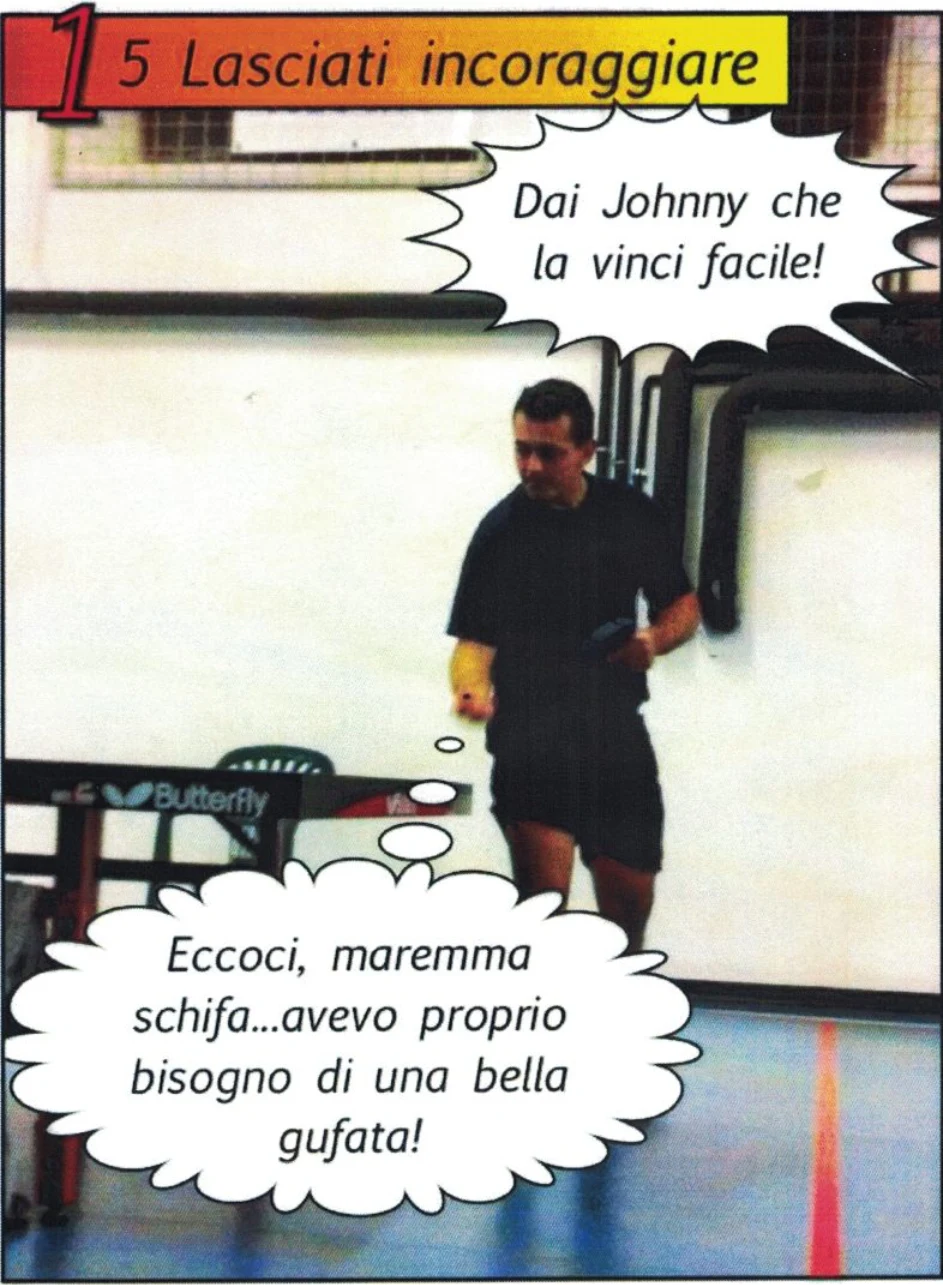 15 Lasciati incoraggiare
Dai Johnny che
la vinci facile!
Butterfly
Eccoci, maremma
schifa...avevo proprio
bisogno di una bella
gufata!